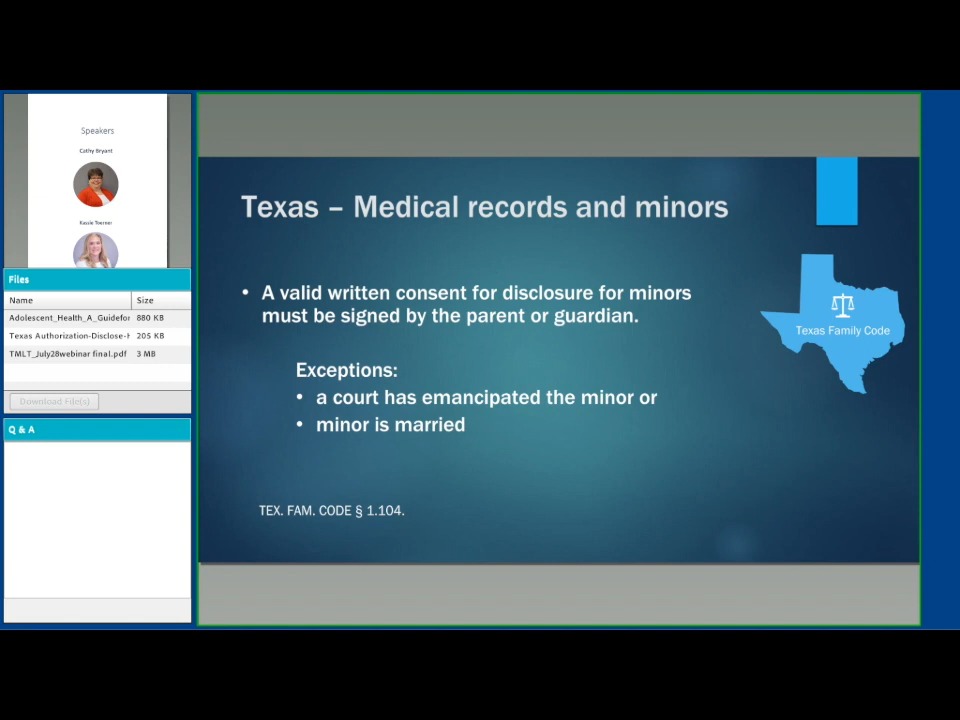 Speakers
Cathy Bryant
Kassie Toerner
Files
Name Size
Adolescent_Health_A_Guidefor 880 KB
Texas Authorization-Disclose-H 205 KB
TMLT_July28webinar final.pdf 3 MB
Download File(s)
Q & A
Texas – Medical records and minors
• A valid written consent for disclosure for minors
must be signed by the parent or guardian.
Exceptions:
• a court has emancipated the minor or
• minor is married
TEX. FAM. CODE § 1.104.
Texas Family Code